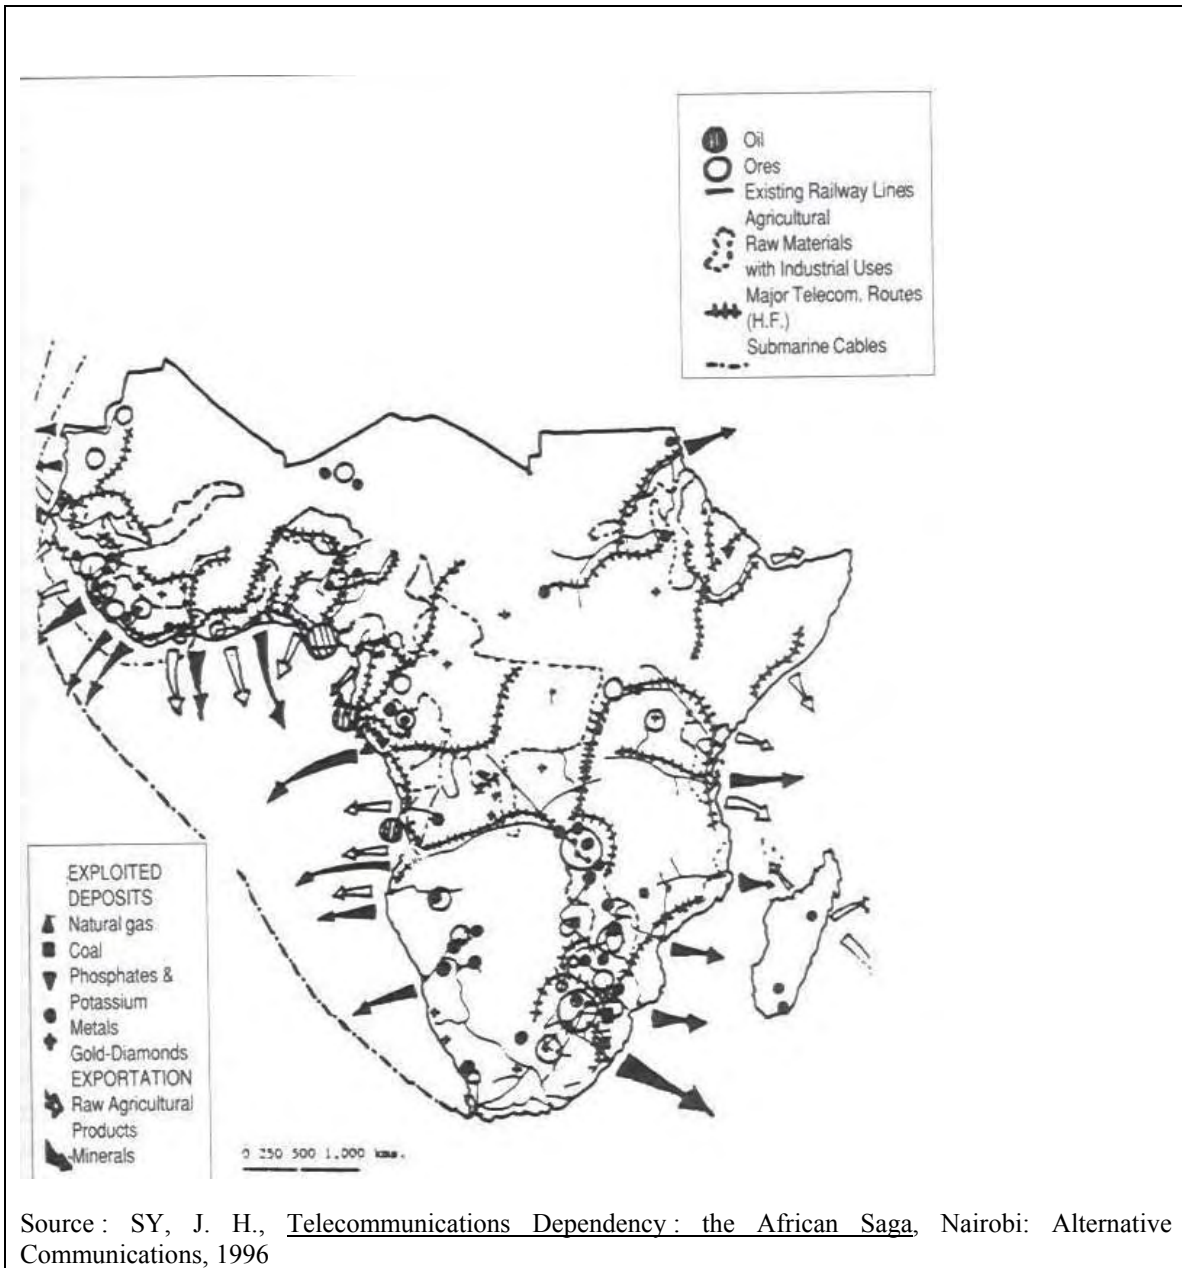 Oil
Ores
Existing Railway Lines
Agricultural
Raw Materials
with Industrial Uses
Major Telecom. Routes
(H.F.)
Submarine Cables
EXPLOITED
DEPOSITS
Natural gas
Coal
Phosphates &
Potassium
Metals
Gold-Diamonds
EXPORTATION
Raw Agricultural
Products
Minerals
0 250 500 1,000 kms.
Source : SY, J. H., Telecommunications Dependency : the African Saga, Nairobi: Alternative
Communications, 1996